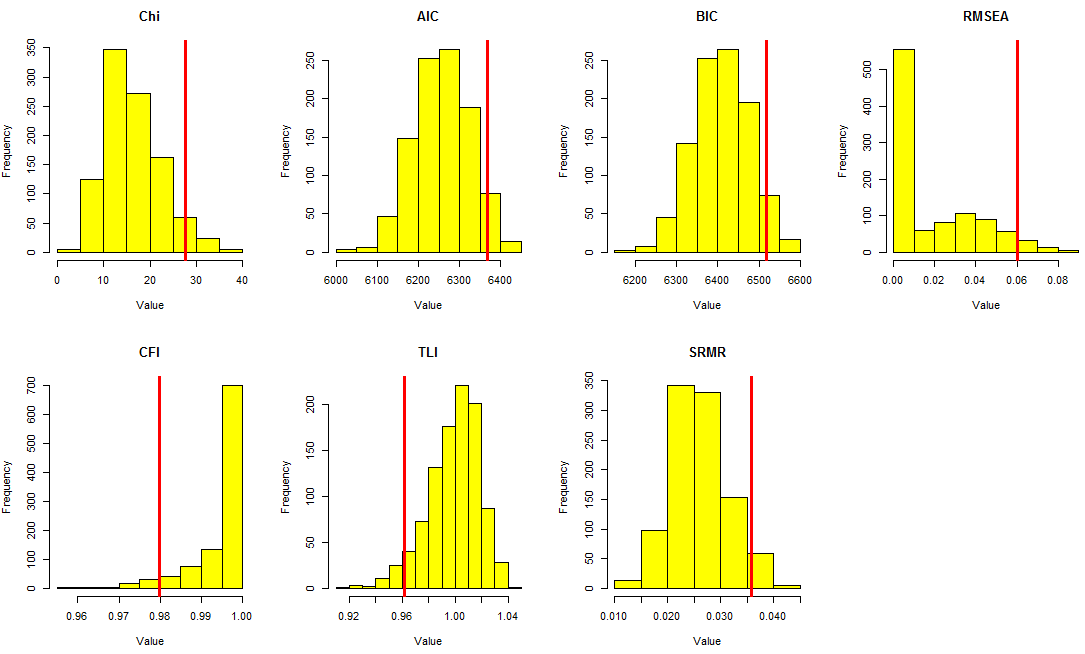 Chi
Frequency
0 50 100 150 200 250 300 350
0 10 20 30 40
Value
AIC
Frequency
0 50 100 150 200 250
6000 6100 6200 6300 6400
Value
BIC
Frequency
0 50 100 150 200 250
6200 6300 6400 6500 6600
Value
RMSEA
Frequency
0 100 200 300 400 500
0.00 0.02 0.04 0.06 0.08
Value
CFI
Frequency
0 100 200 300 400 500 600 700
0.96 0.97 0.98 0.99 1.00
Value
TLI
Frequency
0 50 100 150 200
0.92 0.96 1.00 1.04
Value
SRMR
Frequency
0 50 100 150 200 250 300 350
0.010 0.020 0.030 0.040
Value